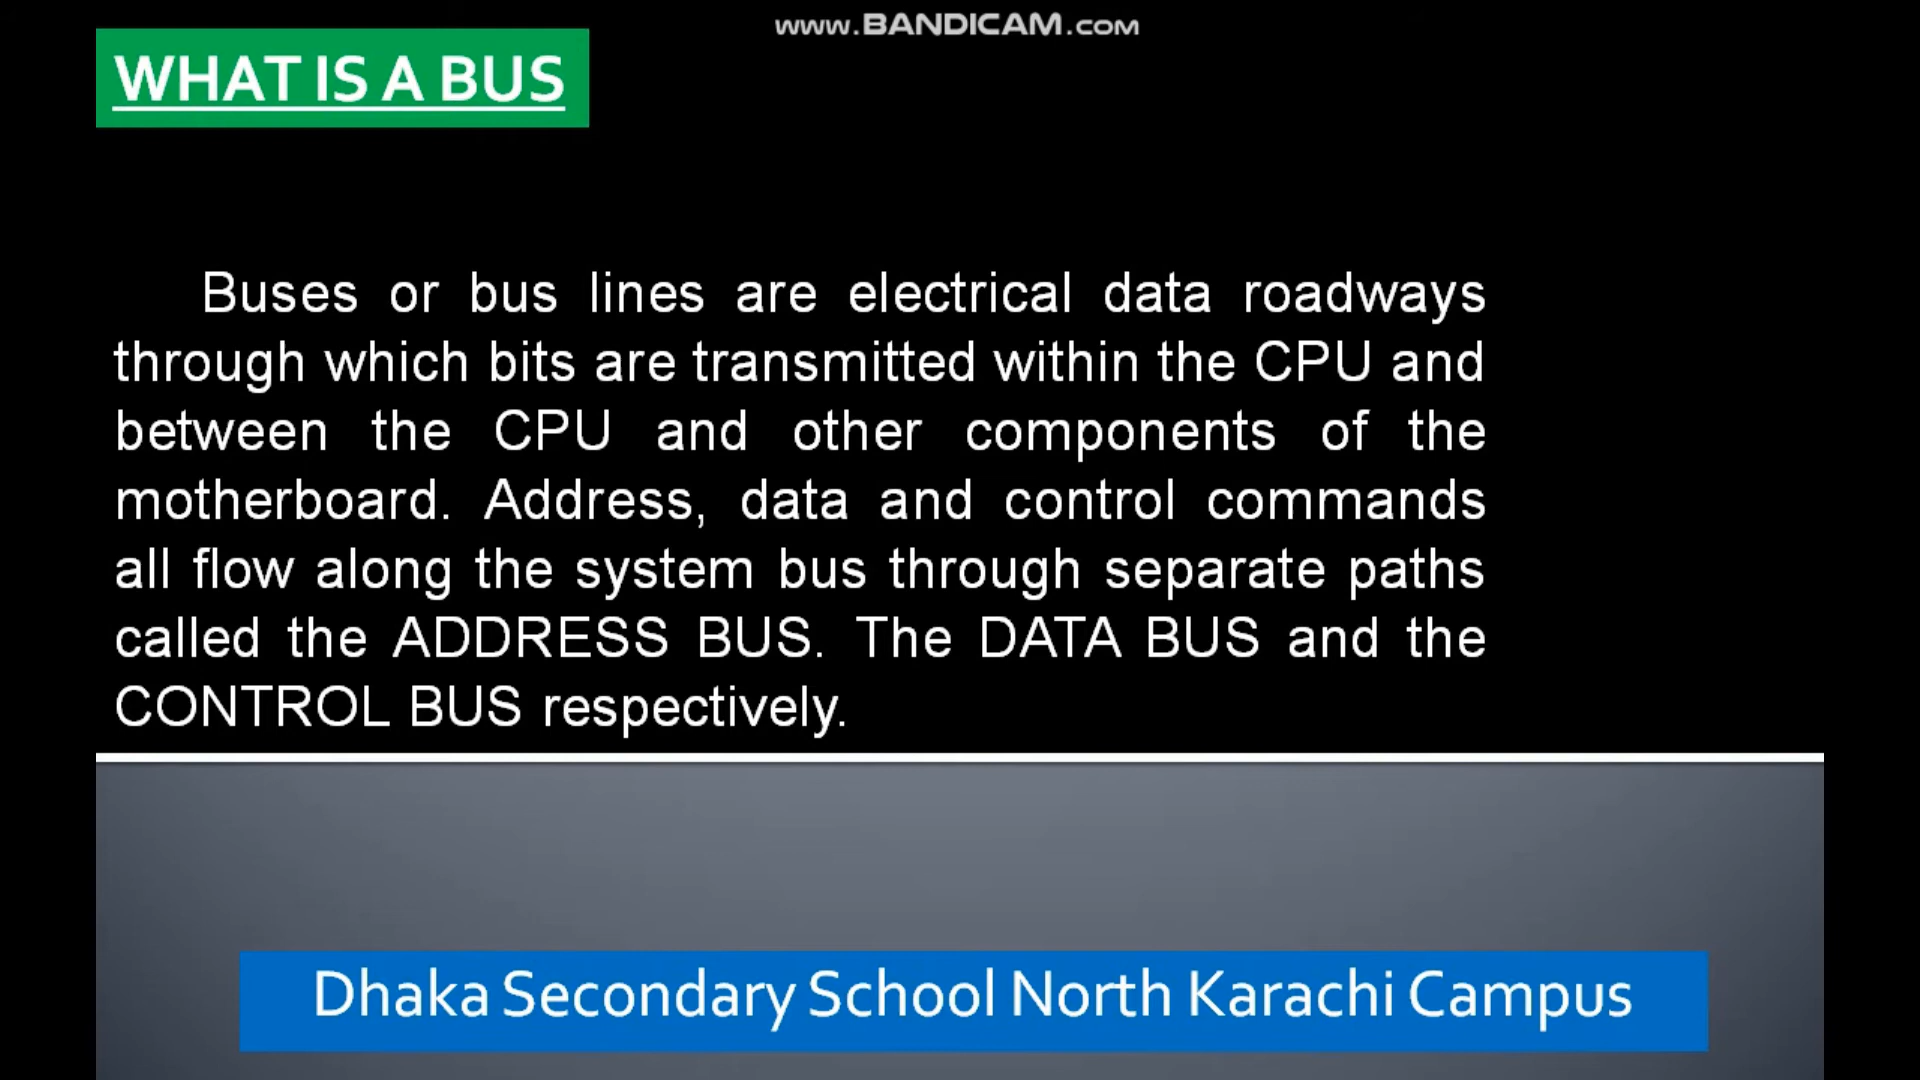 www.BANDICAM.com
WHAT IS A BUS
Buses or bus lines are electrical data roadways
through which bits are transmitted within the CPU and
between the CPU and other components of the
motherboard. Address, data and control commands
all flow along the system bus through separate paths
called the ADDRESS BUS. The DATA BUS and the
CONTROL BUS respectively.
Dhaka Secondary School North Karachi Campus